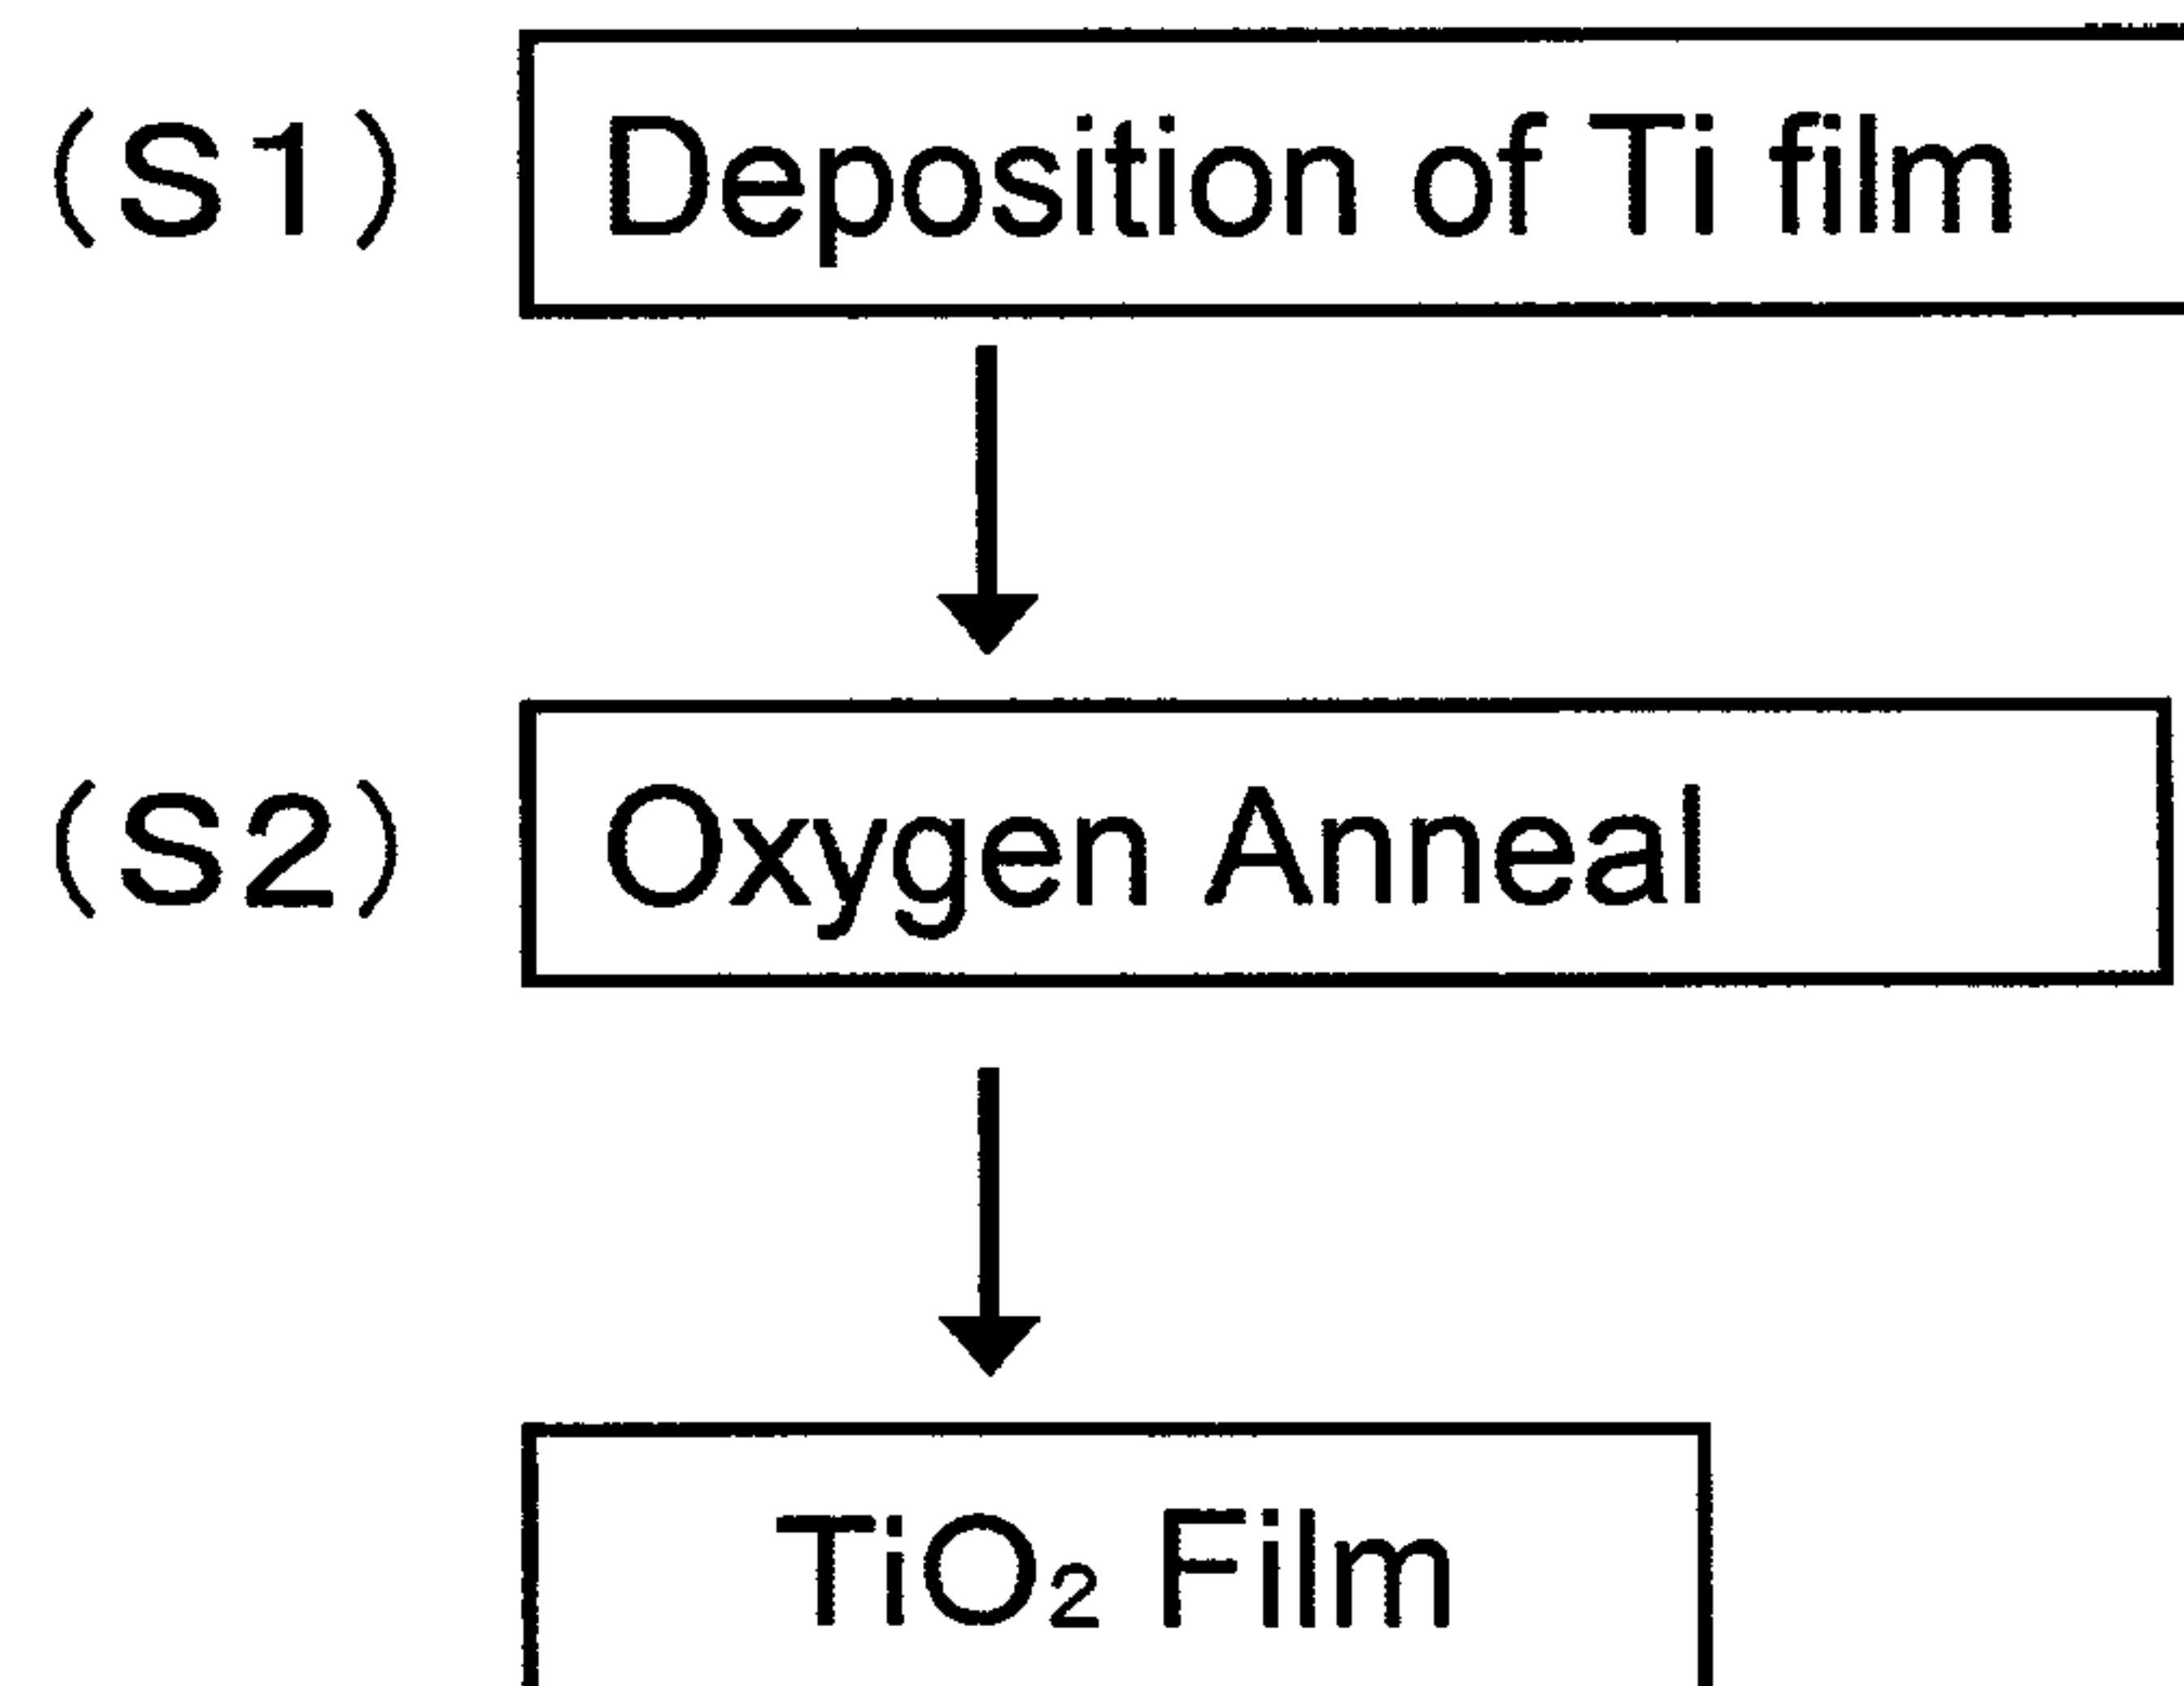 (S1) Deposition of Ti film
(S2) Oxygen Anneal
TiO₂ Film